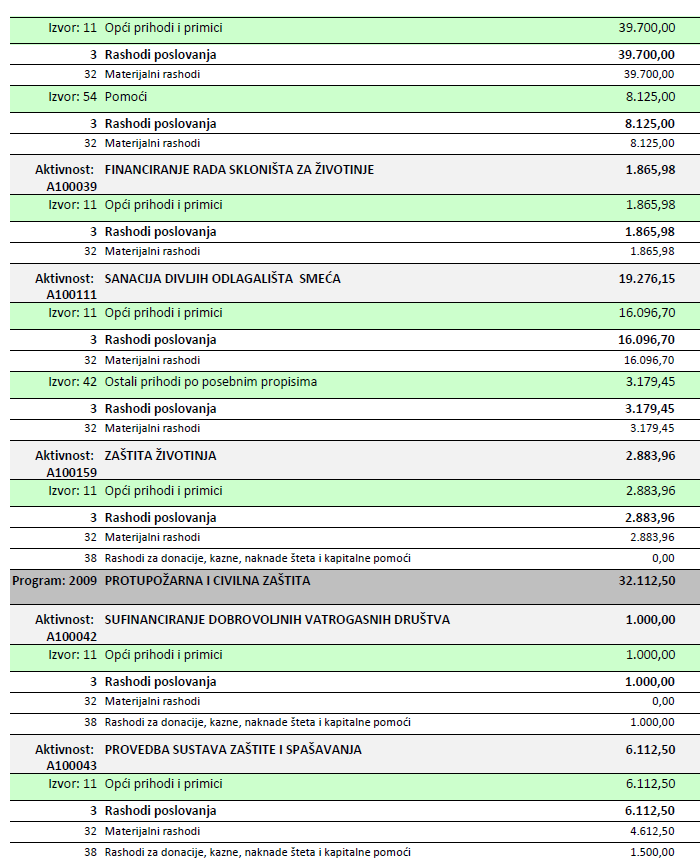 Izvor: 11 Opći prihodi i primici 39.700,00
3 Rashodi poslovanja 39.700,00
32 Materijalni rashodi 39.700,00
Izvor: 54 Pomoći 8.125,00
3 Rashodi poslovanja 8.125,00
32 Materijalni rashodi 8.125,00
Aktivnost: FINANCIRANJE RADA SKLONIŠTA ZA ŽIVOTINJE 1.865,98
A100039
Izvor: 11 Opći prihodi i primici 1.865,98
3 Rashodi poslovanja 1.865,98
32 Materijalni rashodi 1.865,98
Aktivnost: SANACIJA DIVLJIH ODLAGALIŠTA SMEĆA 19.276,15
A100111
Izvor: 11 Opći prihodi i primici 16.096,70
3 Rashodi poslovanja 16.096,70
32 Materijalni rashodi 16.096,70
Izvor: 42 Ostali prihodi po posebnim propisima 3.179,45
3 Rashodi poslovanja 3.179,45
32 Materijalni rashodi 3.179,45
Aktivnost: ZAŠTITA ŽIVOTINJA 2.883,96
A100159
Izvor: 11 Opći prihodi i primici 2.883,96
3 Rashodi poslovanja 2.883,96
32 Materijalni rashodi 2.883,96
38 Rashodi za donacije, kazne, naknade šteta i kapitalne pomoći 0,00
Program: 2009 PROTUPOŽARNA I CIVILNA ZAŠTITA 32.112,50
Aktivnost: SUFINANCIRANJE DOBROVOLJNIH VATROGASNIH DRUŠTVA 1.000,00
A100042
Izvor: 11 Opći prihodi i primici 1.000,00
3 Rashodi poslovanja 1.000,00
32 Materijalni rashodi 0,00
38 Rashodi za donacije, kazne, naknade šteta i kapitalne pomoći 1.000,00
Aktivnost: PROVEDBA SUSTAVA ZAŠTITE I SPAŠAVANJA 6.112,50
A100043
Izvor: 11 Opći prihodi i primici 6.112,50
3 Rashodi poslovanja 6.112,50
32 Materijalni rashodi 4.612,50
38 Rashodi za donacije, kazne, naknade šteta i kapitalne pomoći 1.500,00